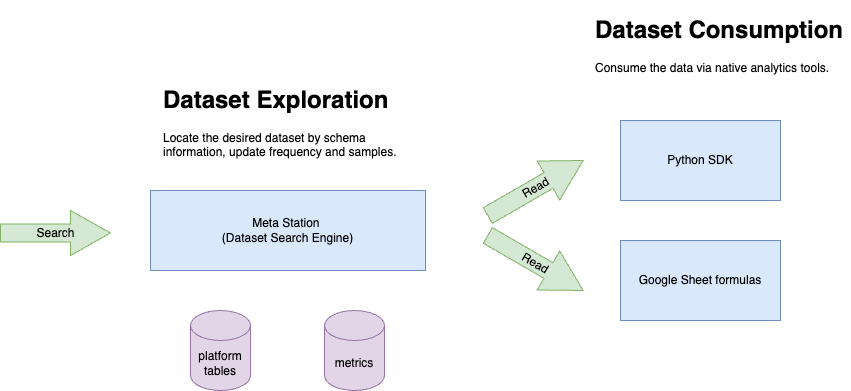 Dataset Consumption
Consume the data via native analytics tools.
Dataset Exploration
Locate the desired dataset by schema
information, update frequency and samples.
Search
Meta Station
(Dataset Search Engine)
Read
Read
Python SDK
Google Sheet formulas
platform
tables
metrics